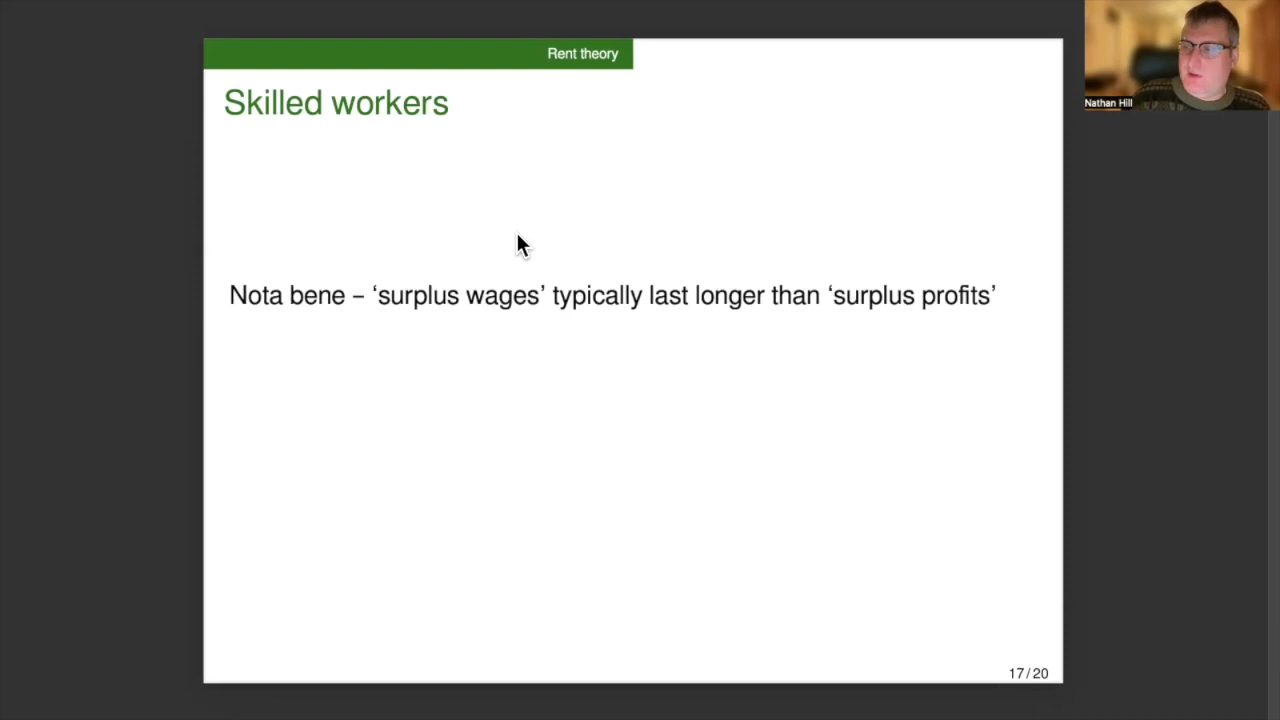 Rent theory
Skilled workers
Nota bene – ‘surplus wages’ typically last longer than ‘surplus profits’
17 / 20
Nathan Hill